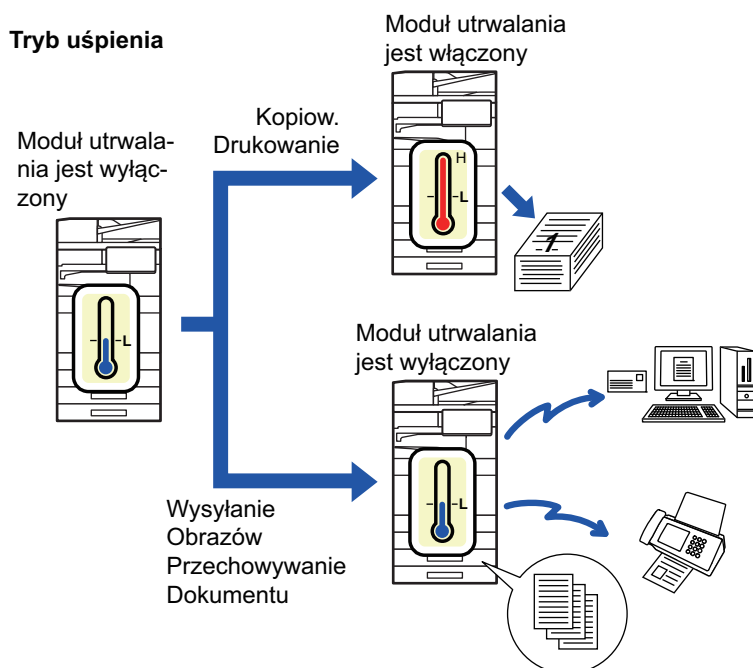 Tryb uśpienia
Moduł utrwalania
jest włączony
Kopiow.
Drukowanie
Moduł utrwala-
nia jest wyłąc-
zony
H
L
1
L
Moduł utrwalania
jest wyłączony
L
Wysyłanie
Obrazów
Przechowywanie
Dokumentu